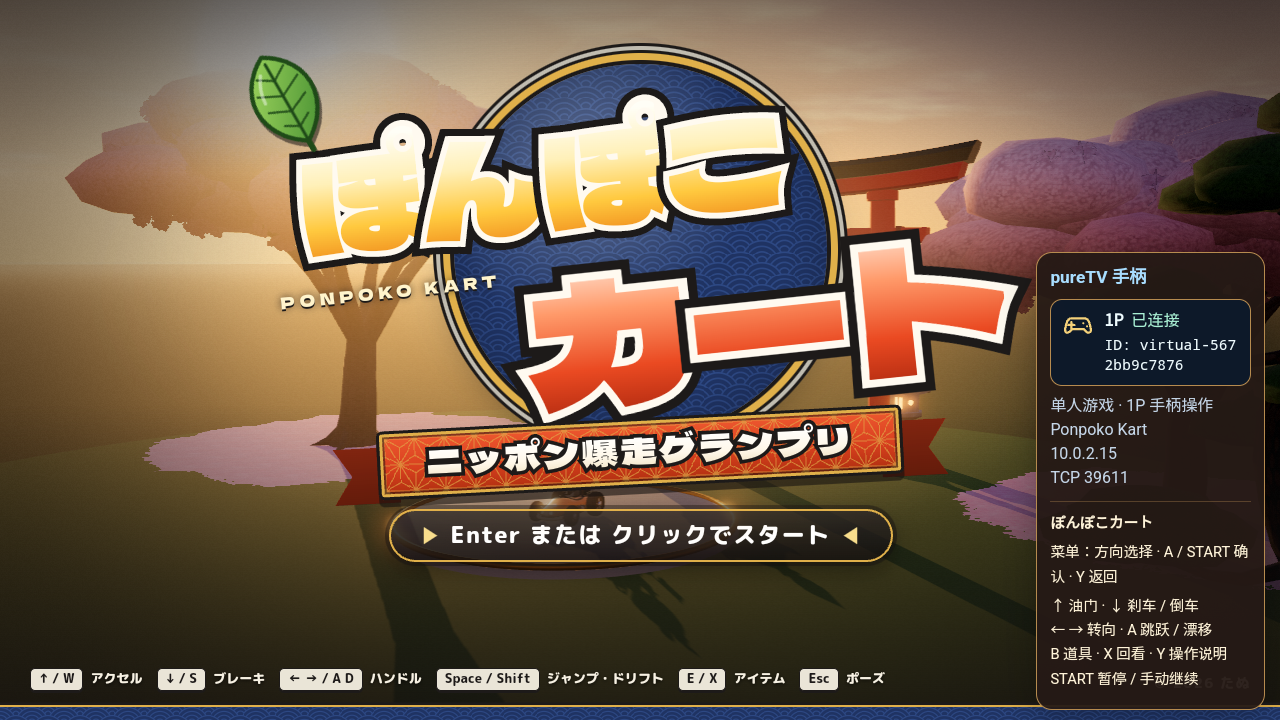 ぽんぽこ
カート
PONPOKO KART
ニッポン爆走グランプリ
▶ Enter または クリックでスタート ◀
↑ / W アクセル ↓ / S ブレーキ ← → / A D ハンドル Space / Shift ジャンプ・ドリフト E / X アイテム Esc ポーズ
pureTV 手柄
1P 已连接
ID: virtual-567
2bb9c7876
单人游戏 · 1P 手柄操作
Ponpoko Kart
10.0.2.15
TCP 39611
ぽんぽこカート
菜单：方向选择 · A / START 确
认 · Y 返回
↑ 油门 · ↓ 刹车 / 倒车
← → 转向 · A 跳跃 / 漂移
B 道具 · X 回看 · Y 操作说明
START 暂停 / 手动继续